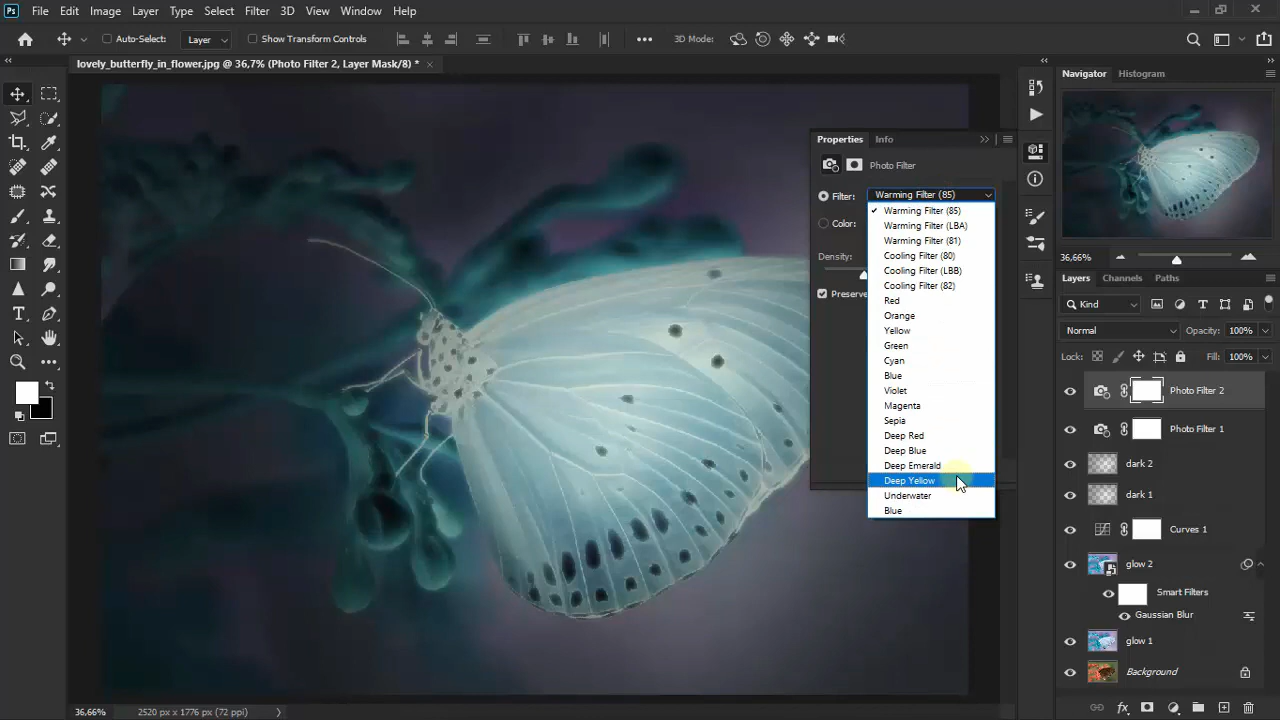 Ps File Edit Image Layer Type Select Filter 3D View Window Help
Auto-Select: Layer Show Transform Controls 3D Mode:
lovely_butterfly_in_flower.jpg @ 36,7% (Photo Filter 2, Layer Mask/8) *
Navigator Histogram
Properties Info
Photo Filter
Filter: Warming Filter (85)
Warming Filter (85)
Warming Filter (LBA)
Warming Filter (81)
Cooling Filter (80)
Cooling Filter (LBB)
Cooling Filter (82)
Red
Orange
Yellow
Green
Cyan
Blue
Violet
Magenta
Sepia
Deep Red
Deep Blue
Deep Emerald
Deep Yellow
Underwater
Blue
Color:
Density:
Preserve
36,66%
Layers Channels Paths
Kind
Normal Opacity: 100%
Lock: Fill: 100%
Photo Filter 2
Photo Filter 1
dark 2
dark 1
Curves 1
glow 2
Smart Filters
Gaussian Blur
glow 1
Background
fx
36,66% 2520 px x 1776 px (72 ppi)